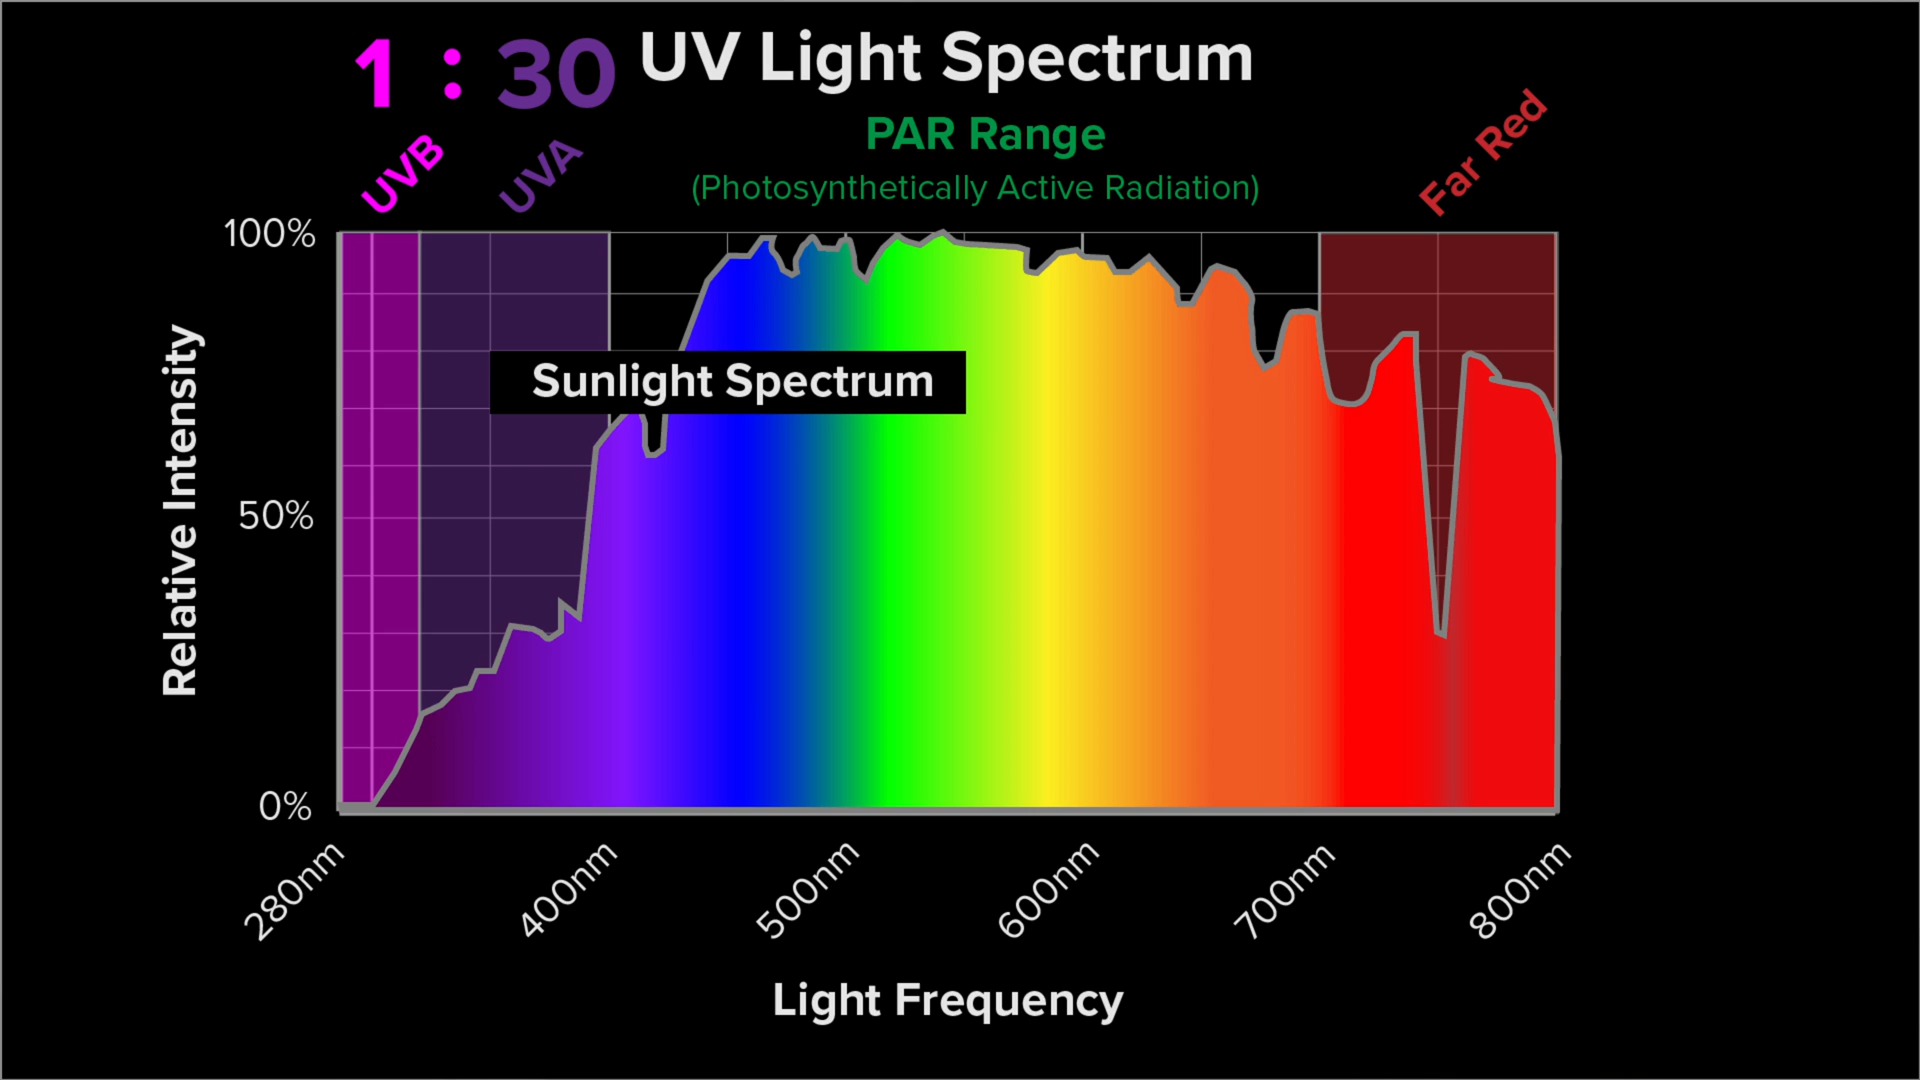 1 : 30 UV Light Spectrum
UVB
UVA
PAR Range
(Photosynthetically Active Radiation)
Far Red
100%
50%
0%
Relative Intensity
Sunlight Spectrum
280nm
400nm
500nm
600nm
700nm
800nm
Light Frequency